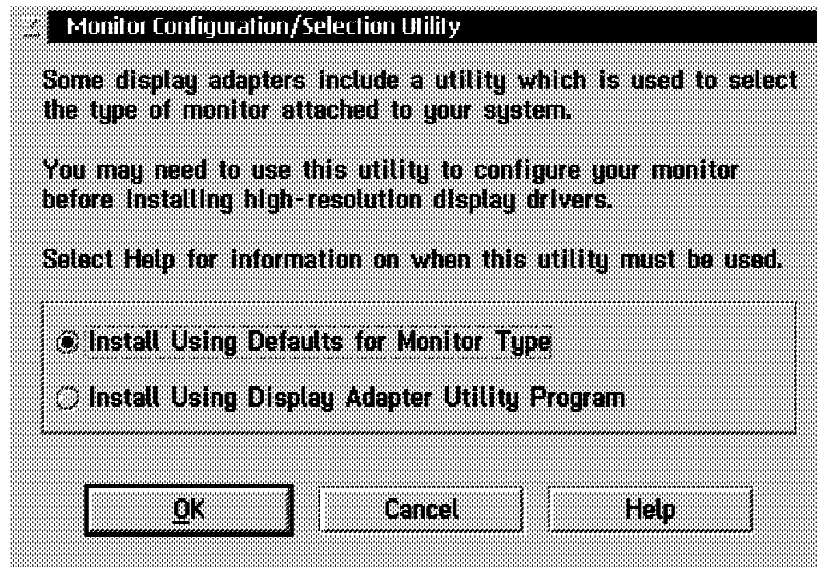 Monitor Configuration/Selection Utility
Some display adapters include a utility which is used to select
the type of monitor attached to your system.
You may need to use this utility to configure your monitor
before installing high-resolution display drivers.
Select Help for information on when this utility must be used.
Install Using Defaults for Monitor Type
Install Using Display Adapter Utility Program
OK Cancel Help